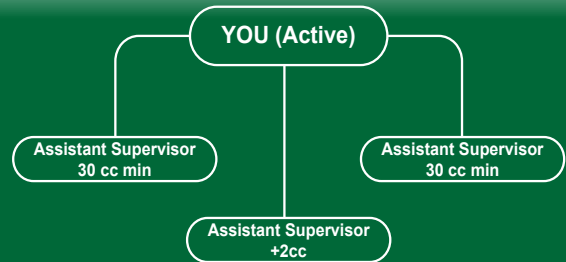 YOU (Active)
Assistant Supervisor
30 cc min
Assistant Supervisor
30 cc min
Assistant Supervisor
+2cc